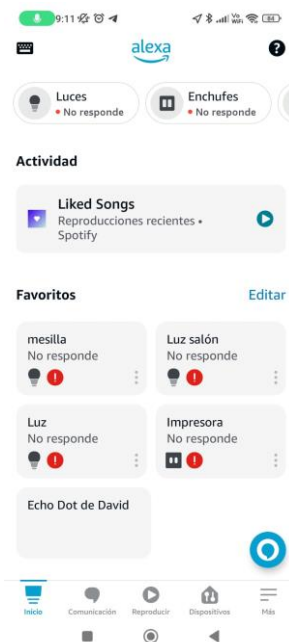 9:11
84
alexa
?
Luces
• No responde
Enchufes
• No responde
Actividad
Liked Songs
Reproducciones recientes •
Spotify
Favoritos
Editar
mesilla
No responde
Luz salón
No responde
Luz
No responde
Impresora
No responde
Echo Dot de David
Inicio
Comunicación
Reproducir
Dispositivos
Más